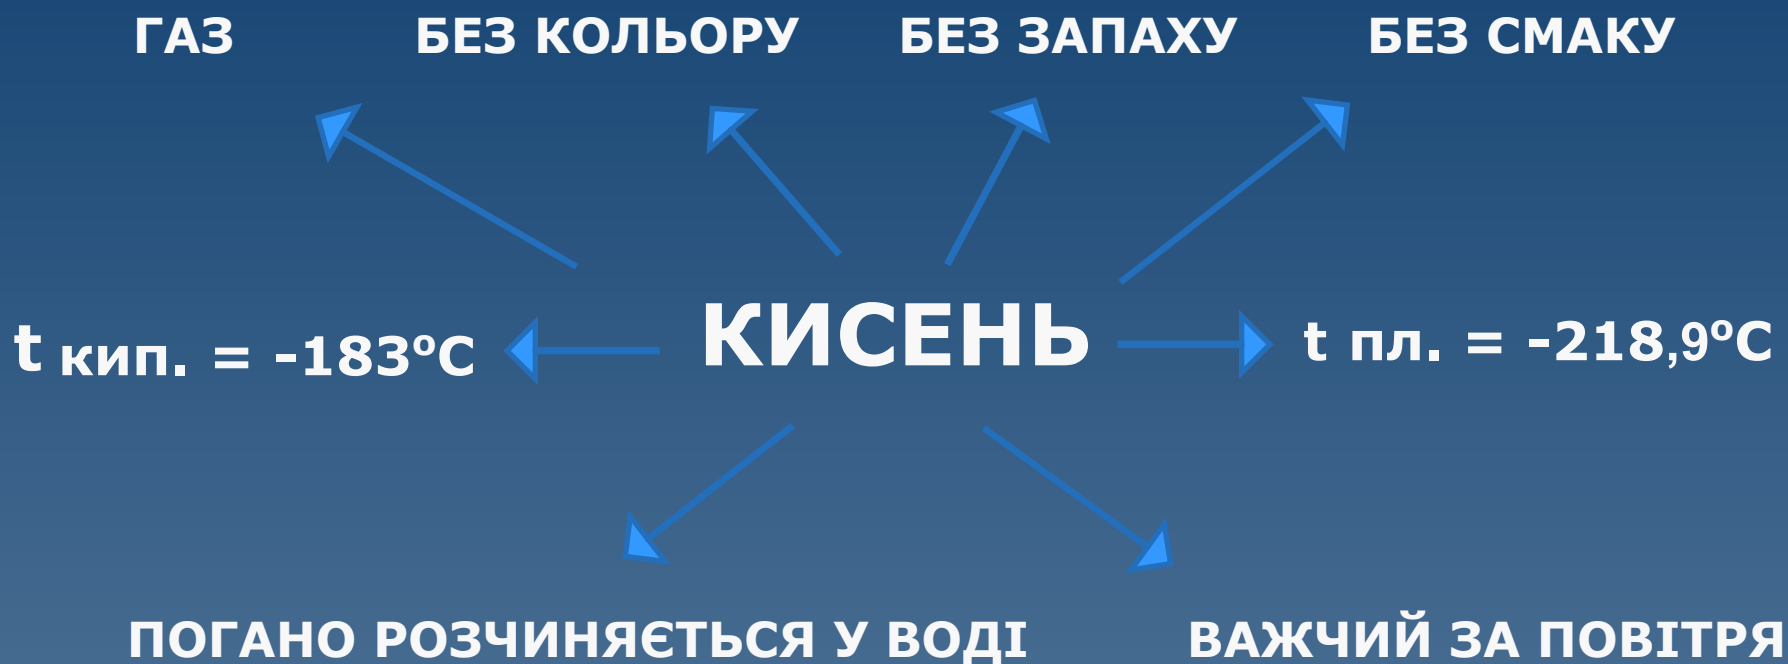 ГАЗ
БЕЗ КОЛЬОРУ
БЕЗ ЗАПАХУ
БЕЗ СМАКУ
t кип. = -183ºC
КИСЕНЬ
t пл. = -218,9ºC
ПОГАНО РОЗЧИНЯЄТЬСЯ У ВОДІ
ВАЖЧИЙ ЗА ПОВІТРЯ